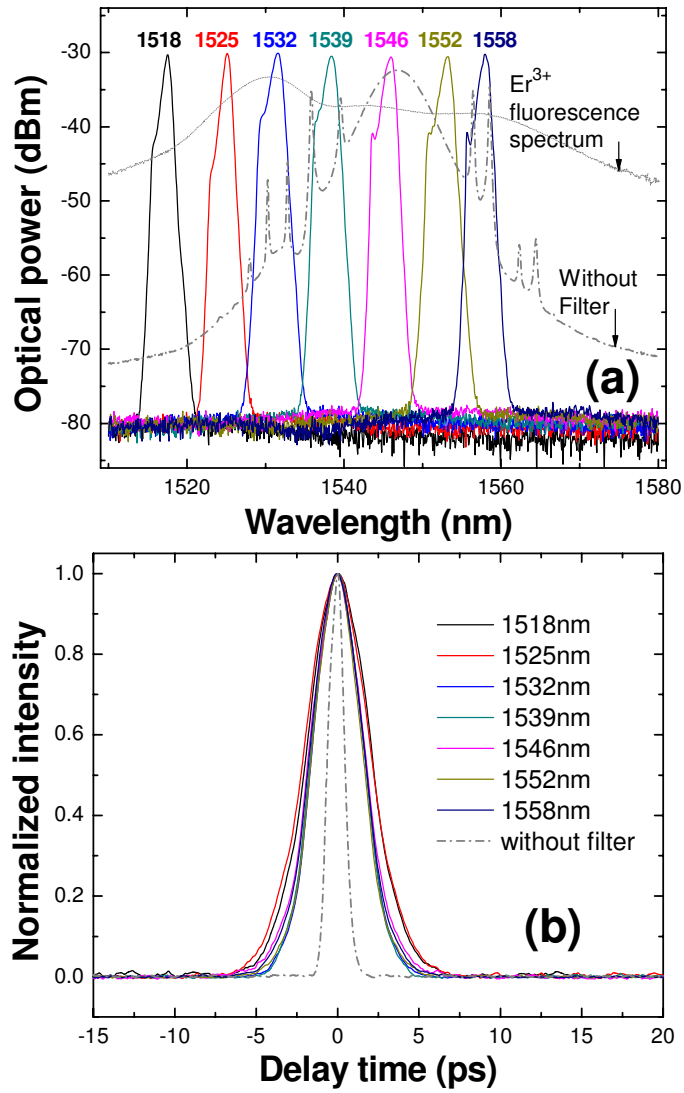 1518 1525 1532 1539 1546 1552 1558
-30
-40
-50
-60
-70
-80
Optical power (dBm)
Er³⁺
fluorescence
spectrum
Without
Filter
(a)
1520 1540 1560 1580
Wavelength (nm)
1.0
0.8
0.6
0.4
0.2
0.0
Normalized intensity
1518nm
1525nm
1532nm
1539nm
1546nm
1552nm
1558nm
without filter
(b)
-15 -10 -5 0 5 10 15 20
Delay time (ps)